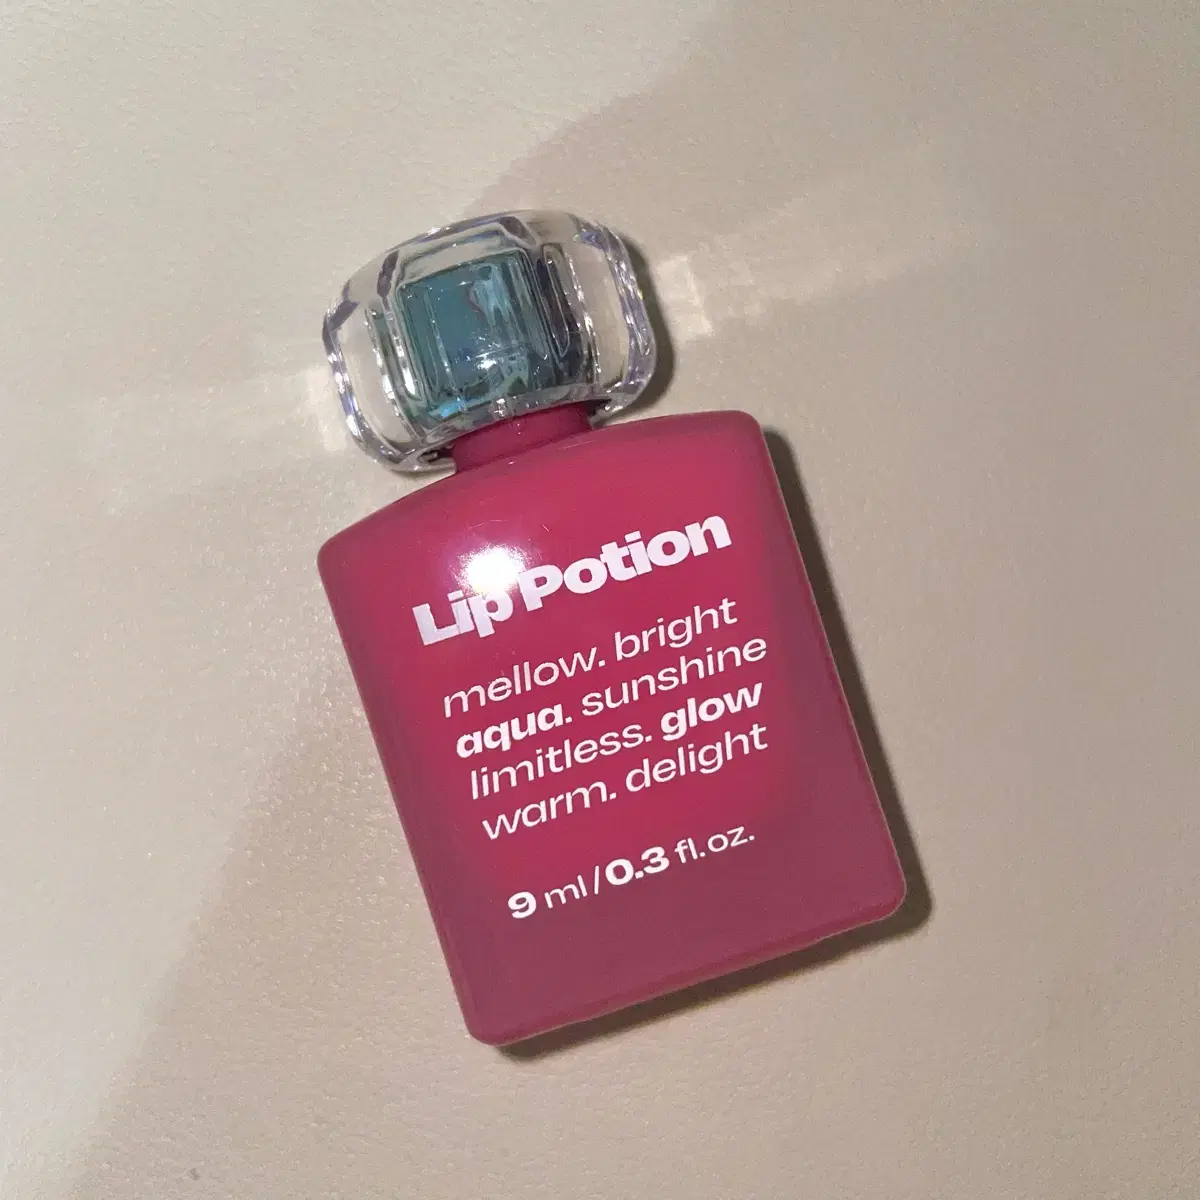 Lip Potion
mellow. bright
aqua. sunshine
limitless. glow
warm. delight
9 ml/0.3 fl.oz.